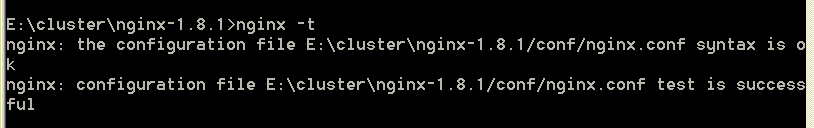 E:\cluster\nginx-1.8.1>nginx -t
nginx: the configuration file E:\cluster\nginx-1.8.1/conf/nginx.conf syntax is o
k
nginx: configuration file E:\cluster\nginx-1.8.1/conf/nginx.conf test is success
ful